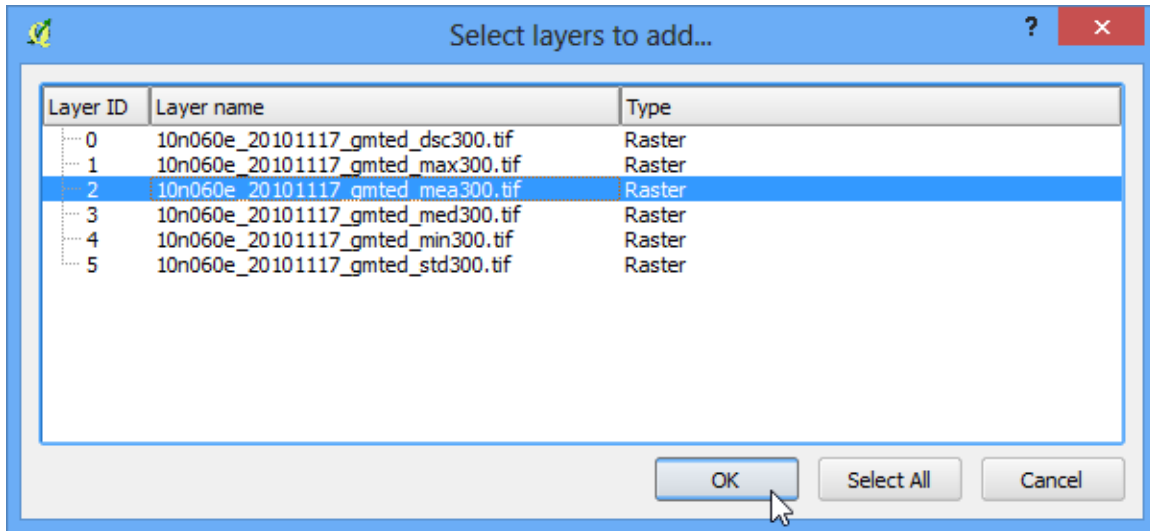 Select layers to add...
?
×
Layer ID Layer name Type
0 10n060e_20101117_gmted_dsc300.tif Raster
1 10n060e_20101117_gmted_max300.tif Raster
2 10n060e_20101117_gmted_mea300.tif Raster
3 10n060e_20101117_gmted_med300.tif Raster
4 10n060e_20101117_gmted_min300.tif Raster
5 10n060e_20101117_gmted_std300.tif Raster
OK Select All Cancel